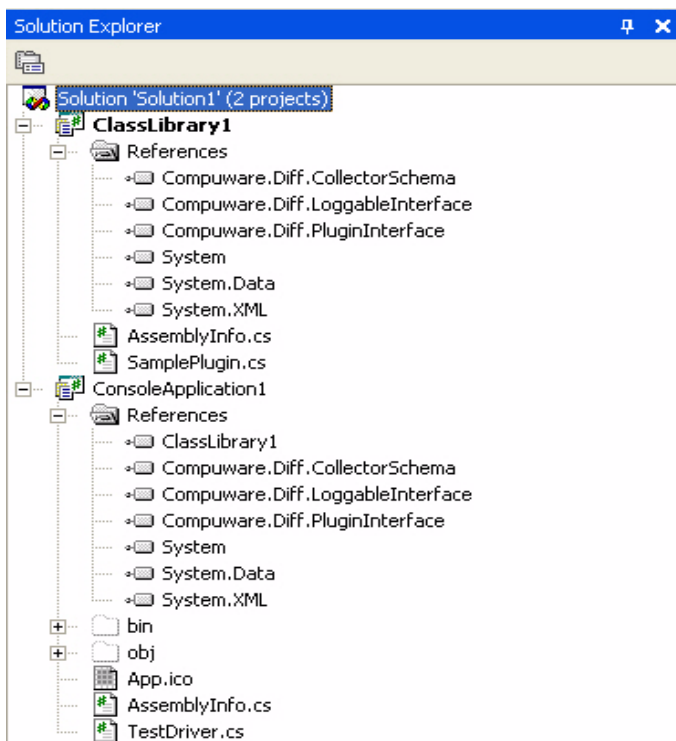 Solution Explorer
Solution 'Solution1' (2 projects)
ClassLibrary1
References
Compuware.Diff.CollectorSchema
Compuware.Diff.LoggableInterface
Compuware.Diff.PluginInterface
System
System.Data
System.XML
AssemblyInfo.cs
SamplePlugin.cs
ConsoleApplication1
References
ClassLibrary1
Compuware.Diff.CollectorSchema
Compuware.Diff.LoggableInterface
Compuware.Diff.PluginInterface
System
System.Data
System.XML
bin
obj
App.ico
AssemblyInfo.cs
TestDriver.cs